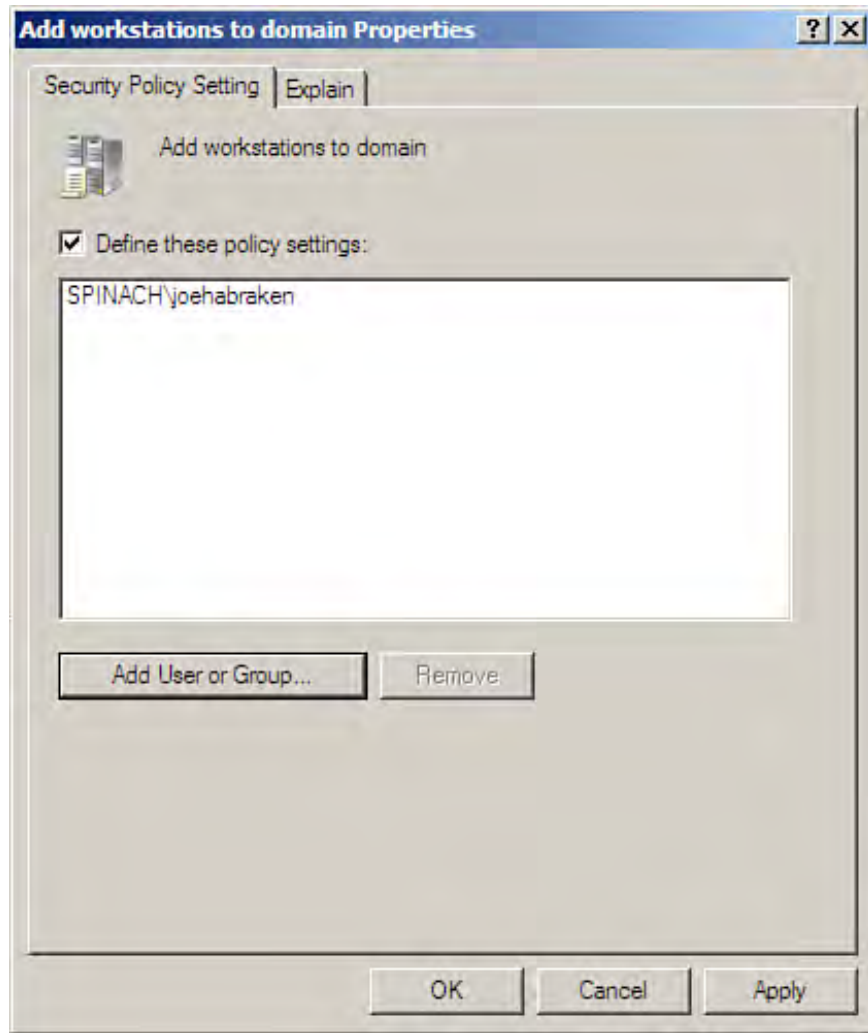 Add workstations to domain Properties
Security Policy Setting Explain
Add workstations to domain
Define these policy settings:
SPINACH\joehabraken
Add User or Group... Remove
OK Cancel Apply